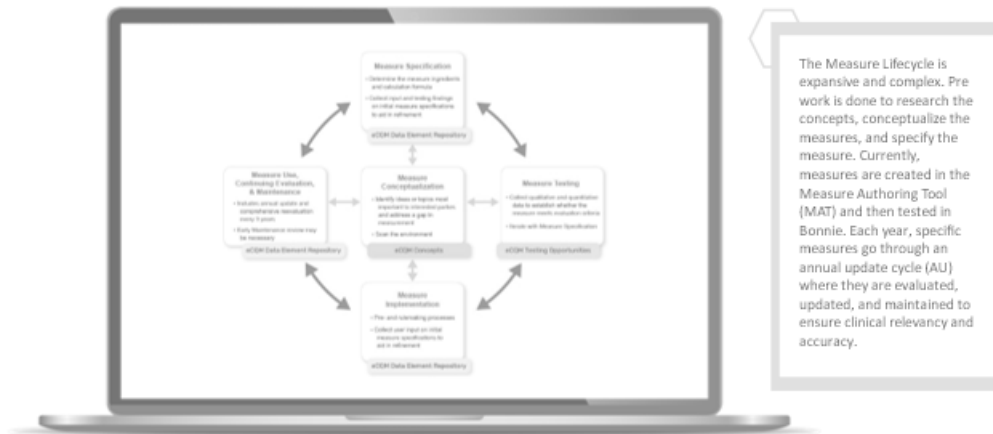 Measure Specification
• Determine the measure ingredients
and calculation formula
• Collect input and testing findings
on initial measure specifications
to aid in refinement
eCQM Data Element Repository
Measure Use,
Continuing Evaluation,
& Maintenance
• Includes annual update and
comprehensive reevaluation
every 3 years
• Early Maintenance review may
be necessary
eCQM Data Element Repository
Measure
Conceptualization
• Identify ideas or topics most
important to interested parties
and address a gap in
measurement
• Scan the environment
eCQM Concepts
Measure Testing
• Collect qualitative and quantitative
data to establish whether the
measure meets evaluation criteria
• Iterate with Measure Specification
eCQM Testing Opportunities
Measure
Implementation
• Pre- and rulemaking processes
• Collect user input on initial
measure specifications to
aid in refinement
eCQM Data Element Repository
The Measure Lifecycle is
expansive and complex. Pre
work is done to research the
concepts, conceptualize the
measures, and specify the
measure. Currently,
measures are created in the
Measure Authoring Tool
(MAT) and then tested in
Bonnie. Each year, specific
measures go through an
annual update cycle (AU)
where they are evaluated,
updated, and maintained to
ensure clinical relevancy and
accuracy.